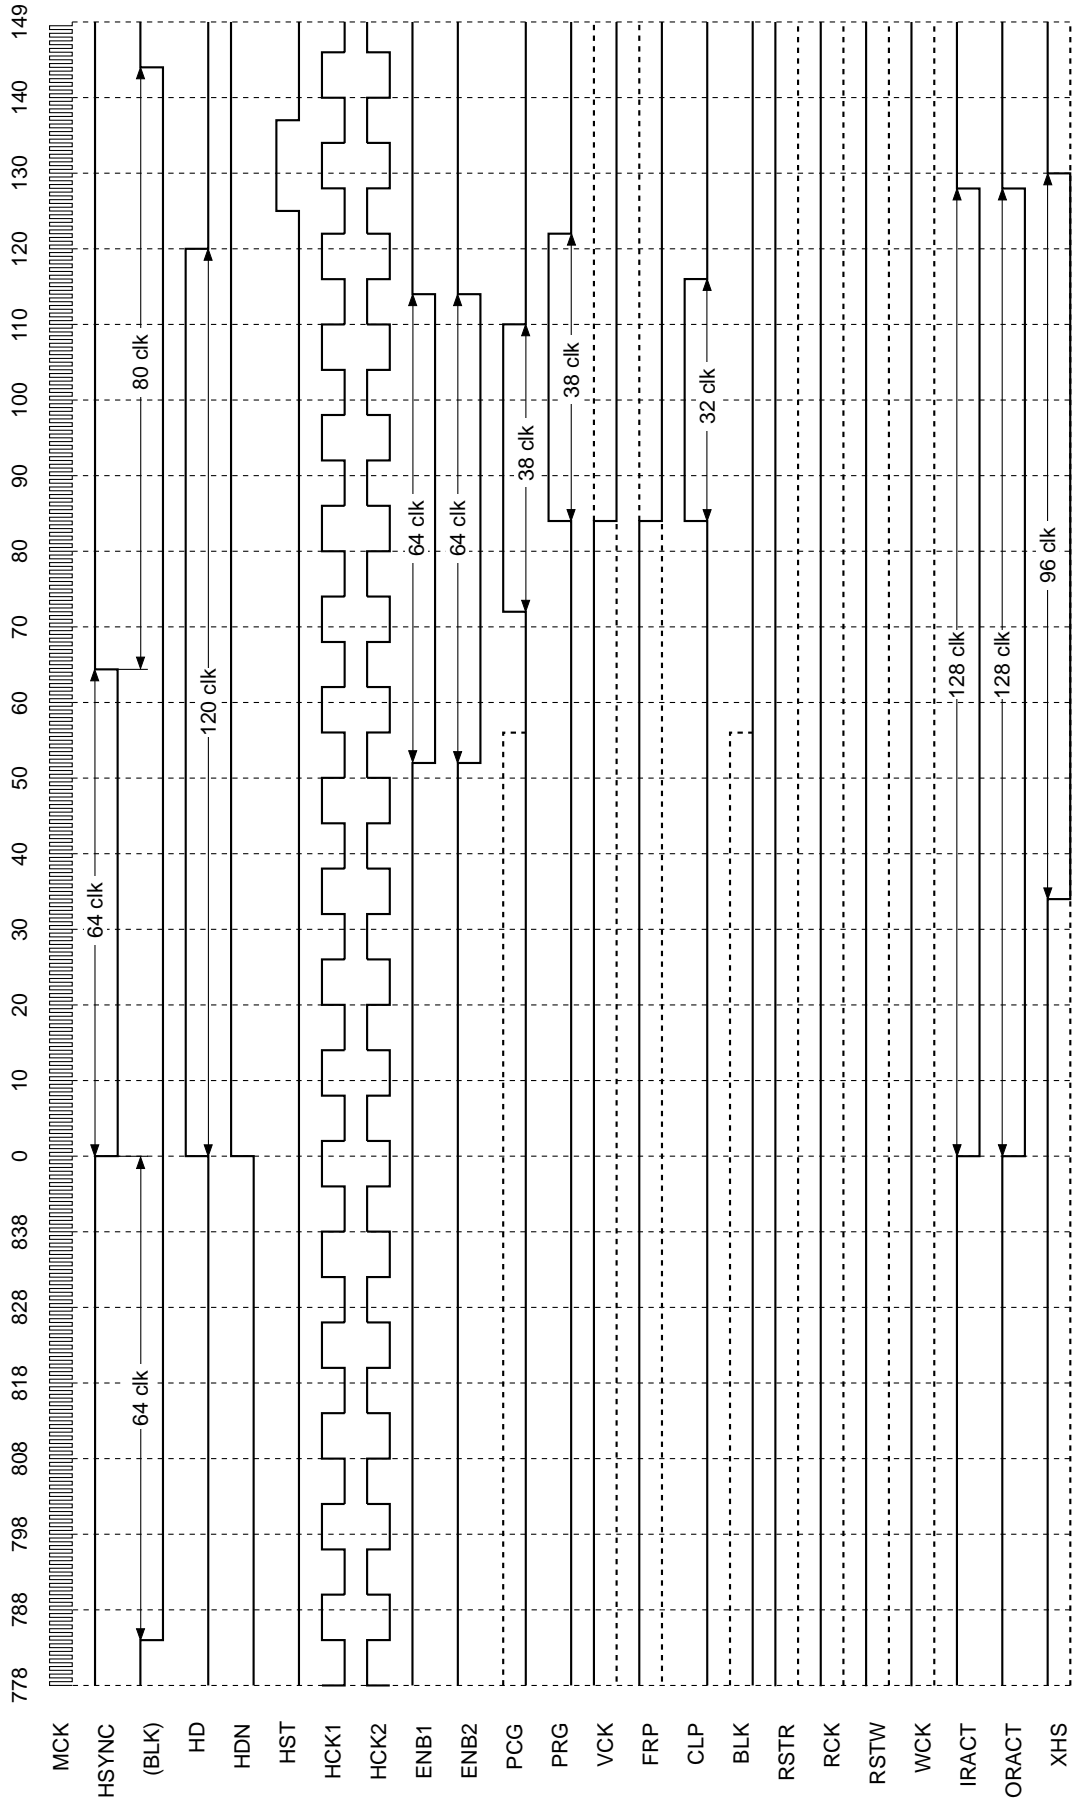 MCK
HSYNC
(BLK)
HD
HDN
HST
HCK1
HCK2
ENB1
ENB2
PCG
PRG
VCK
FRP
CLP
BLK
RSTR
RCK
RSTW
WCK
IRACT
ORACT
XHS
778
788
798
808
818
828
838
0
10
20
30
40
50
60
70
80
90
100
110
120
130
140
149
64 clk
64 clk
80 clk
120 clk
64 clk
64 clk
38 clk
38 clk
32 clk
128 clk
128 clk
96 clk